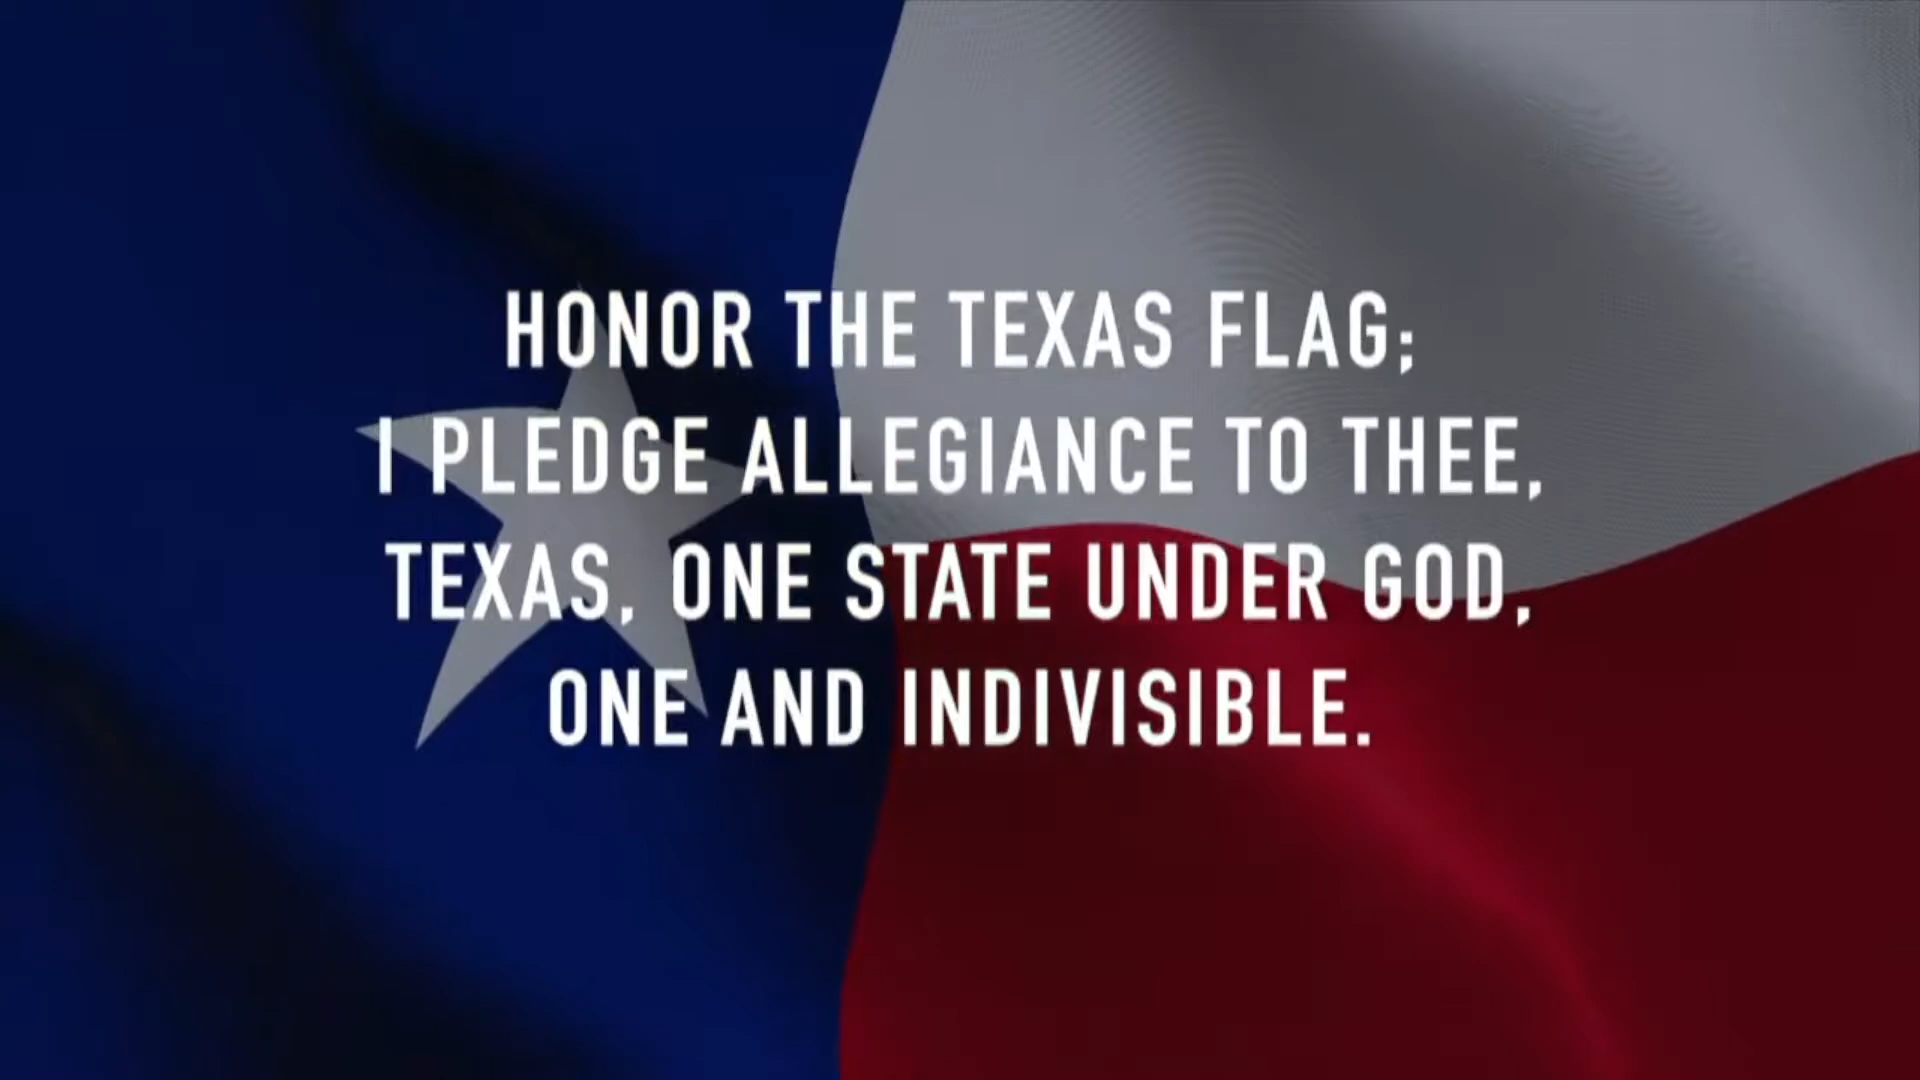 HONOR THE TEXAS FLAG;
I PLEDGE ALLEGIANCE TO THEE,
TEXAS, ONE STATE UNDER GOD,
ONE AND INDIVISIBLE.